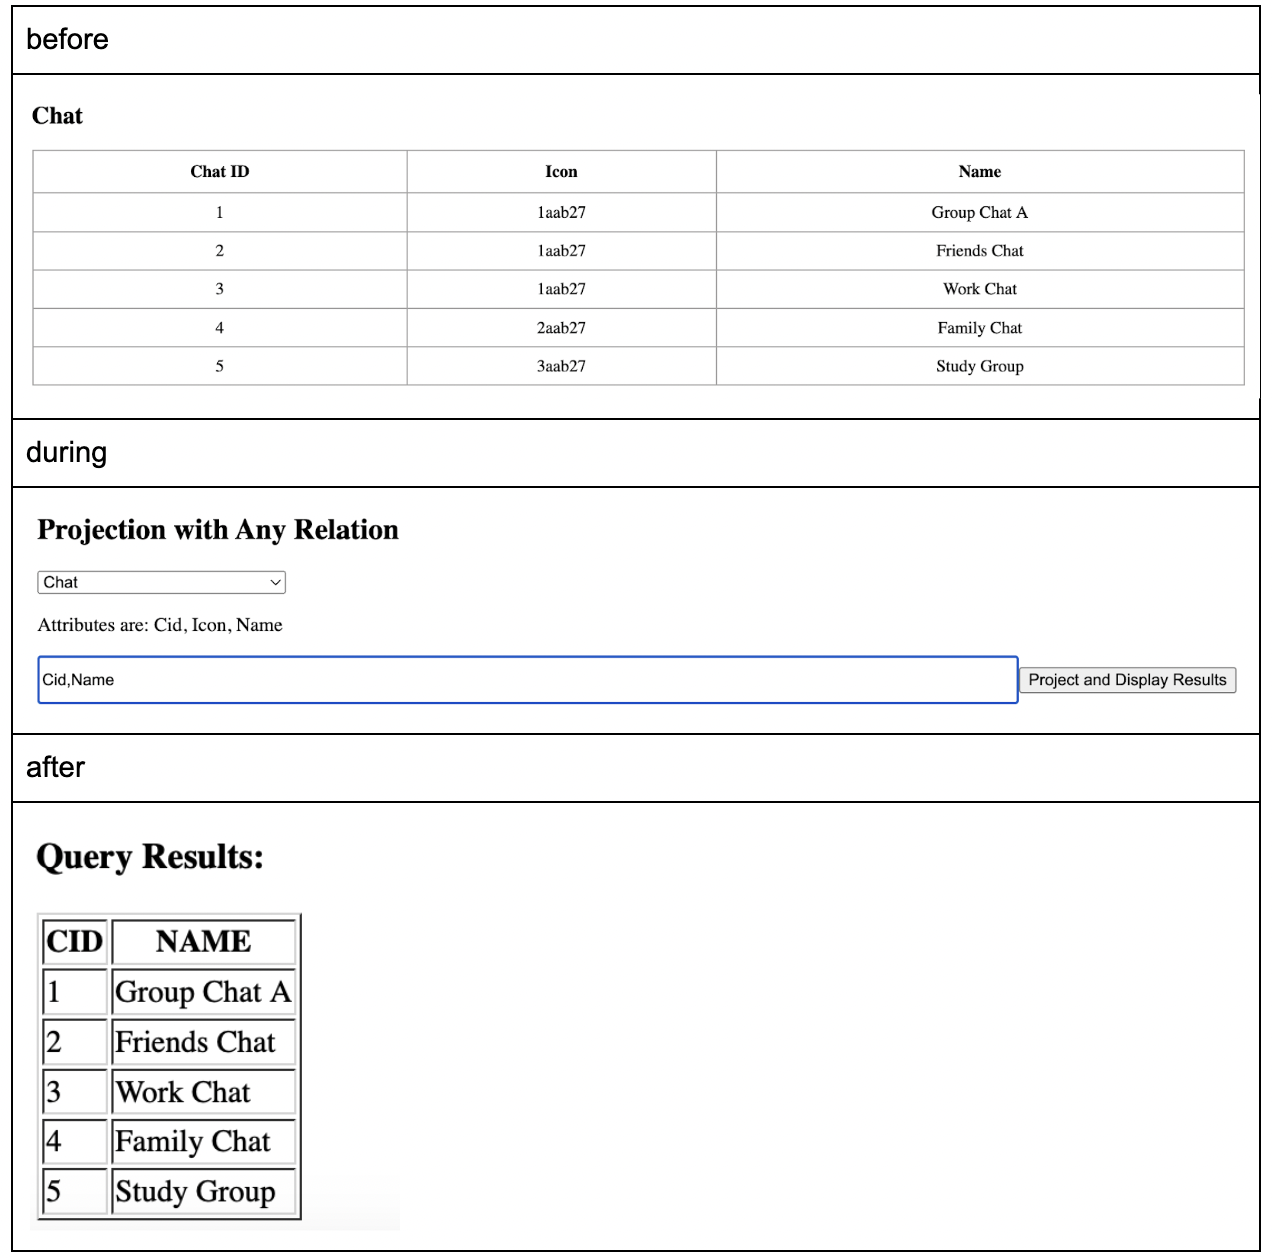 before
Chat
Chat ID Icon Name
1 1aab27 Group Chat A
2 1aab27 Friends Chat
3 1aab27 Work Chat
4 2aab27 Family Chat
5 3aab27 Study Group
during
Projection with Any Relation
Chat
Attributes are: Cid, Icon, Name
Cid,Name Project and Display Results
after
Query Results:
CID NAME
1 Group Chat A
2 Friends Chat
3 Work Chat
4 Family Chat
5 Study Group